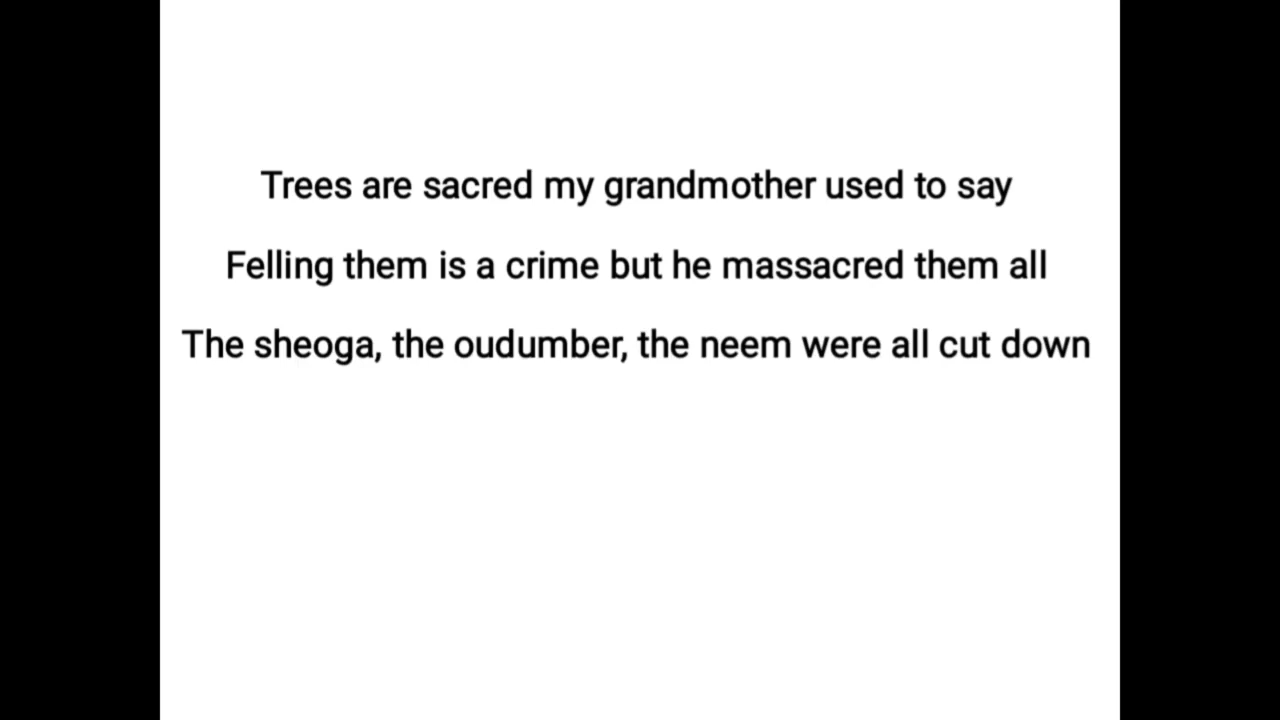 Trees are sacred my grandmother used to say
Felling them is a crime but he massacred them all
The sheoga, the oudumber, the neem were all cut down